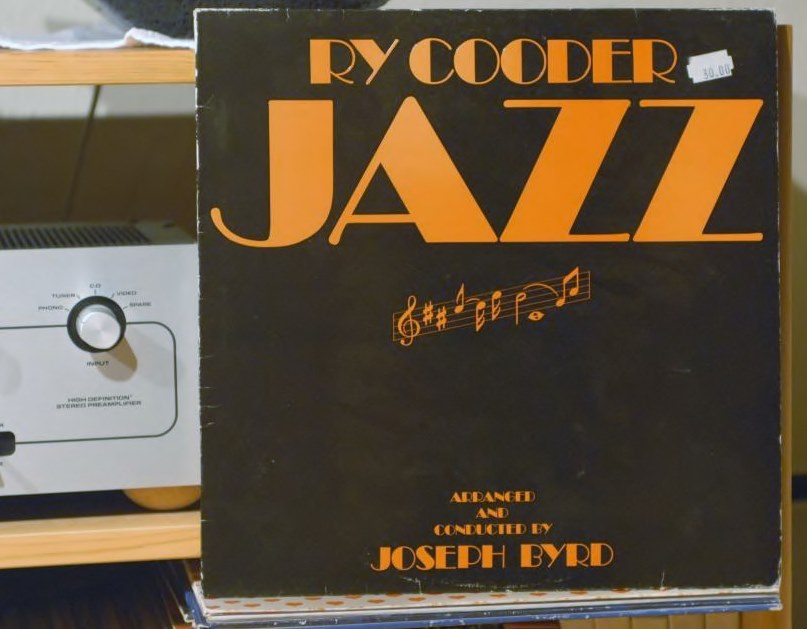 RY COODER
30.00
JAZZ
CD
TUNER
VIDEO
PHONO
SPARE
INPUT
HIGH DEFINITION
STEREO PREAMPLIFIER
ARRANGED
AND
CONDUCTED BY
JOSEPH BYRD